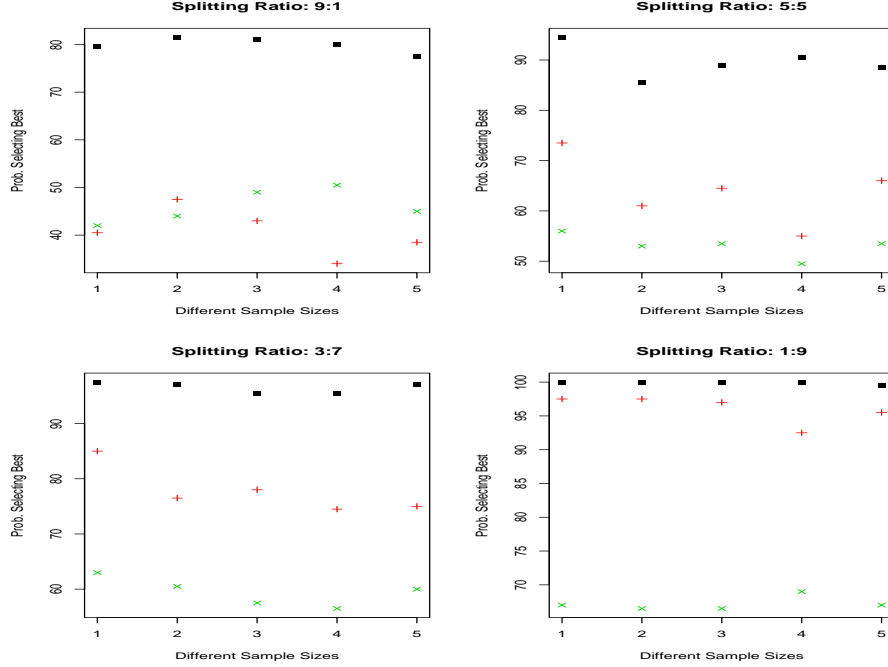 Splitting Ratio: 9:1
Prob. Selecting Best
80
70
60
50
40
1 2 3 4 5
Different Sample Sizes
Splitting Ratio: 5:5
Prob. Selecting Best
90
80
70
60
50
1 2 3 4 5
Different Sample Sizes
Splitting Ratio: 3:7
Prob. Selecting Best
90
80
70
60
1 2 3 4 5
Different Sample Sizes
Splitting Ratio: 1:9
Prob. Selecting Best
100
95
90
85
80
75
70
1 2 3 4 5
Different Sample Sizes